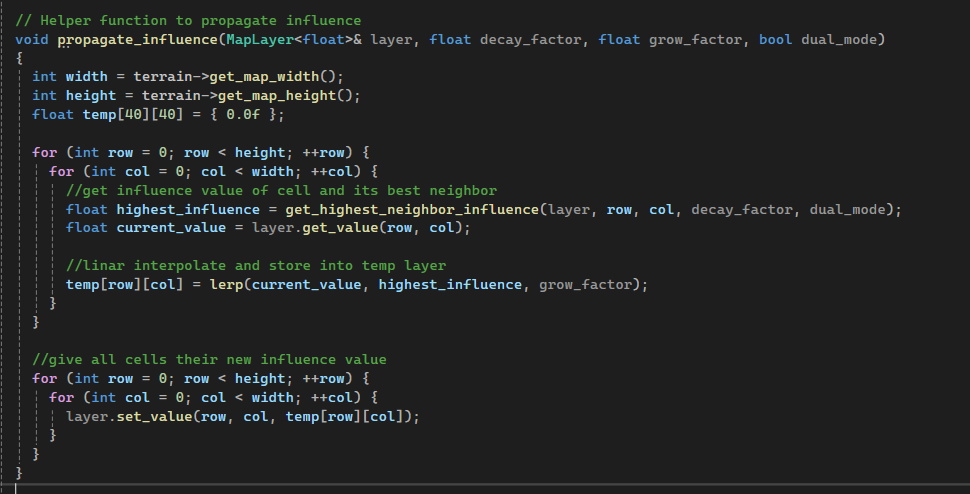 // Helper function to propagate influence
void propagate_influence(MapLayer<float>& layer, float decay_factor, float grow_factor, bool dual_mode)
{
int width = terrain->get_map_width();
int height = terrain->get_map_height();
float temp[40][40] = { 0.0f };
for (int row = 0; row < height; ++row) {
for (int col = 0; col < width; ++col) {
//get influence value of cell and its best neighbor
float highest_influence = get_highest_neighbor_influence(layer, row, col, decay_factor, dual_mode);
float current_value = layer.get_value(row, col);
//linar interpolate and store into temp layer
temp[row][col] = lerp(current_value, highest_influence, grow_factor);
}
}
//give all cells their new influence value
for (int row = 0; row < height; ++row) {
for (int col = 0; col < width; ++col) {
layer.set_value(row, col, temp[row][col]);
}
}
}